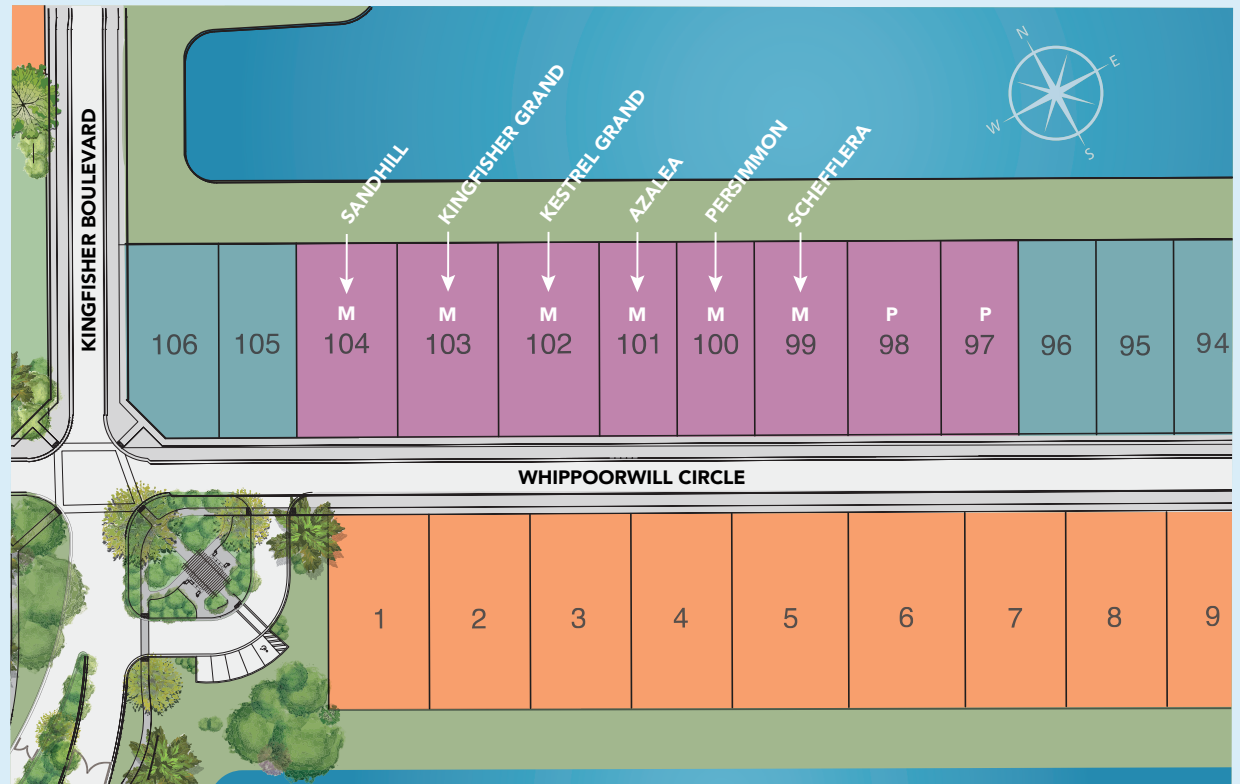 N
E
W
S
KINGFISHER BOULEVARD
SANDHILL
KINGFISHER GRAND
KESTREL GRAND
AZALEA
PERSIMMON
SCHEFFLERA
M
M
M
M
M
M
P
P
106
105
104
103
102
101
100
99
98
97
96
95
94
WHIPPOORWILL CIRCLE
1
2
3
4
5
6
7
8
9